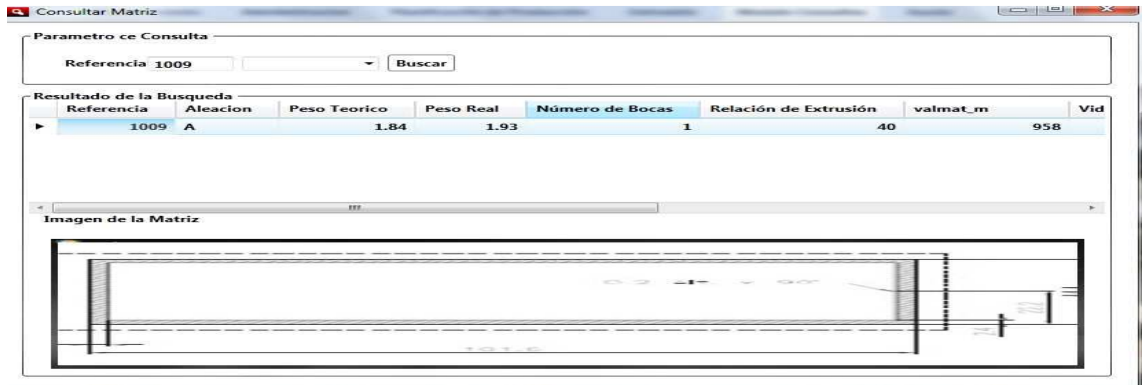 Consultar Matriz
Parametro ce Consulta
Referencia 1009 Buscar
Resultado de la Busqueda
Referencia Aleacion Peso Teorico Peso Real Número de Bocas Relación de Extrusión valmat_m Vid
1009 A 1.84 1.93 1 40 958
Imagen de la Matriz
101.6